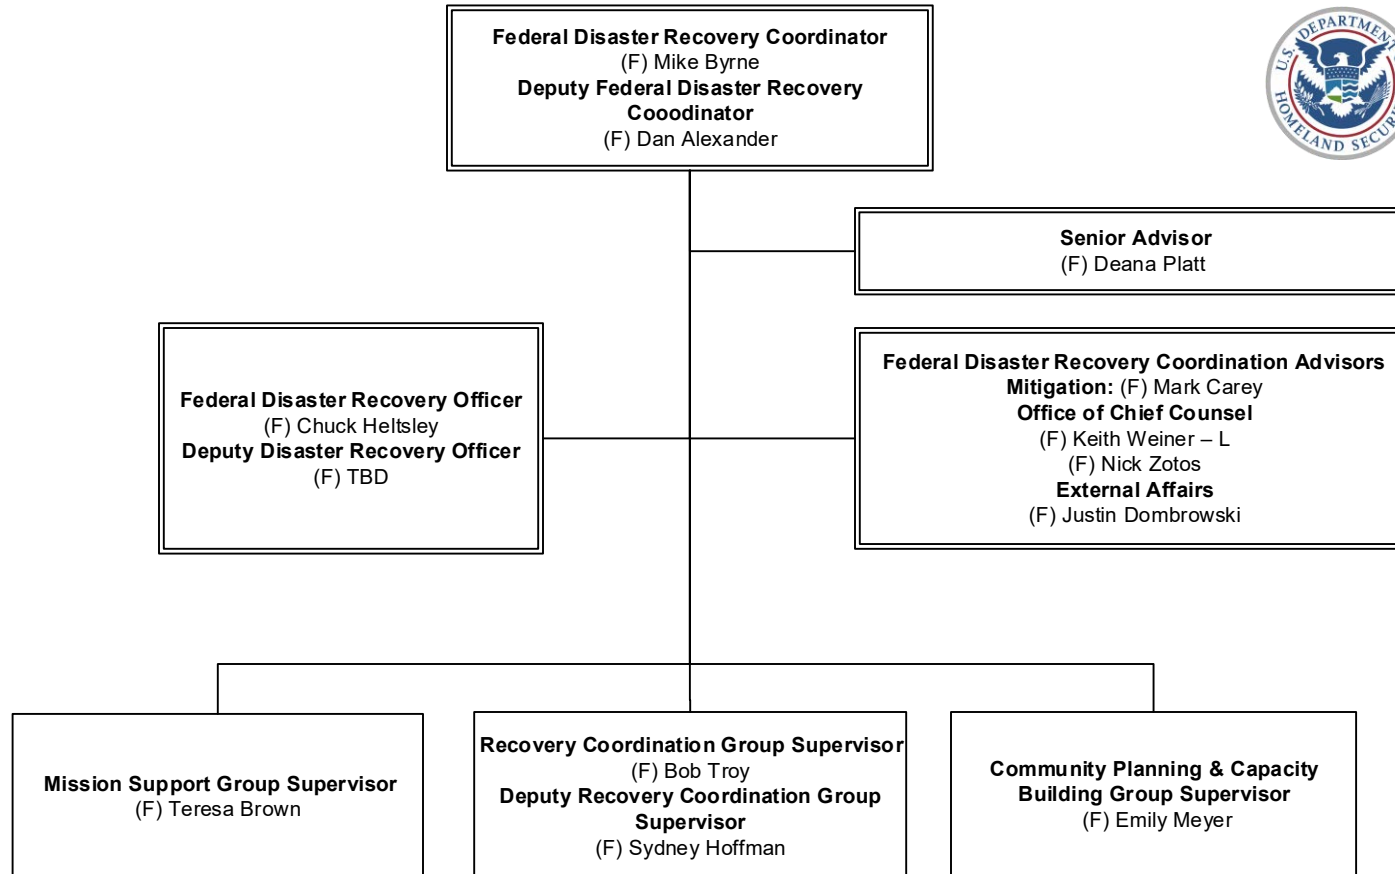 Federal Disaster Recovery Coordinator
(F) Mike Byrne
Deputy Federal Disaster Recovery
Cooodinator
(F) Dan Alexander
U.S. DEPARTMENT
HOMELAND SECURI
Senior Advisor
(F) Deana Platt
Federal Disaster Recovery Officer
(F) Chuck Heltsley
Deputy Disaster Recovery Officer
(F) TBD
Federal Disaster Recovery Coordination Advisors
Mitigation: (F) Mark Carey
Office of Chief Counsel
(F) Keith Weiner – L
(F) Nick Zotos
External Affairs
(F) Justin Dombrowski
Mission Support Group Supervisor
(F) Teresa Brown
Recovery Coordination Group Supervisor
(F) Bob Troy
Deputy Recovery Coordination Group
Supervisor
(F) Sydney Hoffman
Community Planning & Capacity
Building Group Supervisor
(F) Emily Meyer